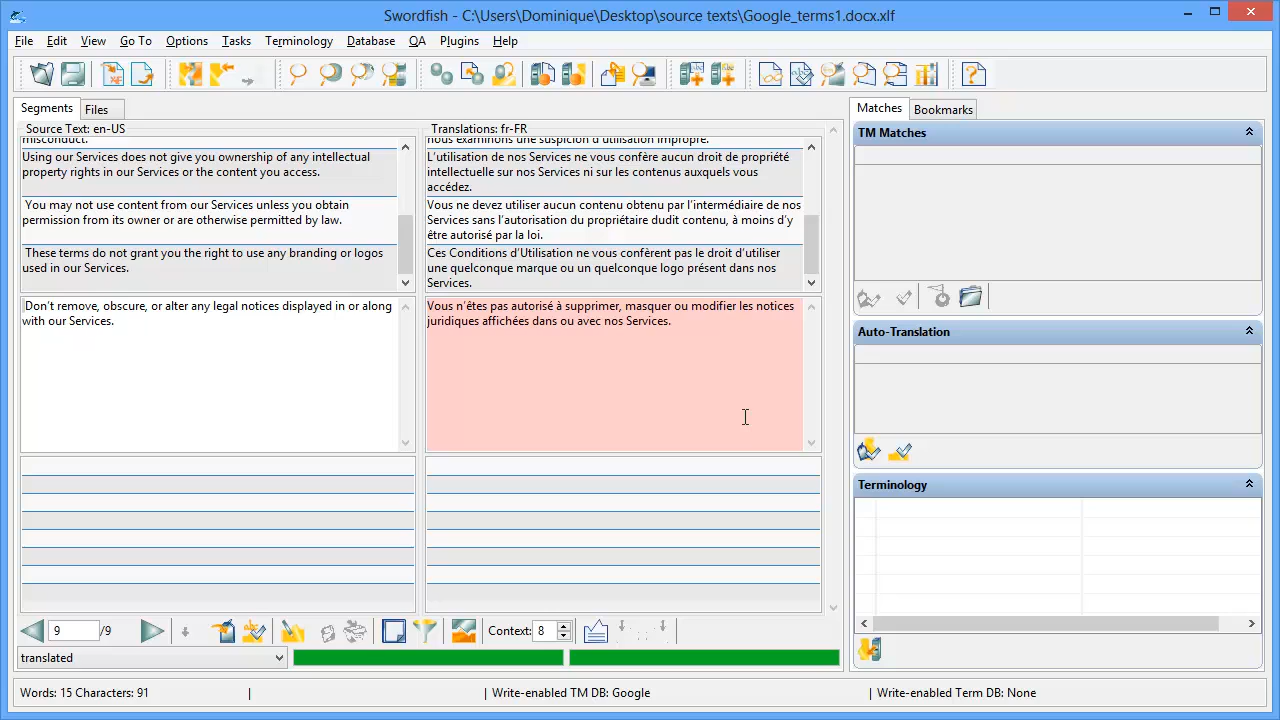 Swordfish - C:\Users\Dominique\Desktop\source texts\Google_terms1.docx.xlf
File Edit View Go To Options Tasks Terminology Database QA Plugins Help
Segments Files
Source Text: en-US
misconduct.
Using our Services does not give you ownership of any intellectual
property rights in our Services or the content you access.
You may not use content from our Services unless you obtain
permission from its owner or are otherwise permitted by law.
These terms do not grant you the right to use any branding or logos
used in our Services.
Don't remove, obscure, or alter any legal notices displayed in or along
with our Services.
Translations: fr-FR
nous examinons une suspicion d'utilisation impropre.
L'utilisation de nos Services ne vous confère aucun droit de propriété
intellectuelle sur nos Services ni sur les contenus auxquels vous
accédez.
Vous ne devez utiliser aucun contenu obtenu par l'intermédiaire de nos
Services sans l'autorisation du propriétaire dudit contenu, à moins d'y
être autorisé par la loi.
Ces Conditions d'Utilisation ne vous confèrent pas le droit d'utiliser
une quelconque marque ou un quelconque logo présent dans nos
Services.
Vous n'êtes pas autorisé à supprimer, masquer ou modifier les notices
juridiques affichées dans ou avec nos Services.
Matches Bookmarks
TM Matches
Auto-Translation
Terminology
9 /9
Context: 8
translated
Words: 15 Characters: 91 | | Write-enabled TM DB: Google | Write-enabled Term DB: None